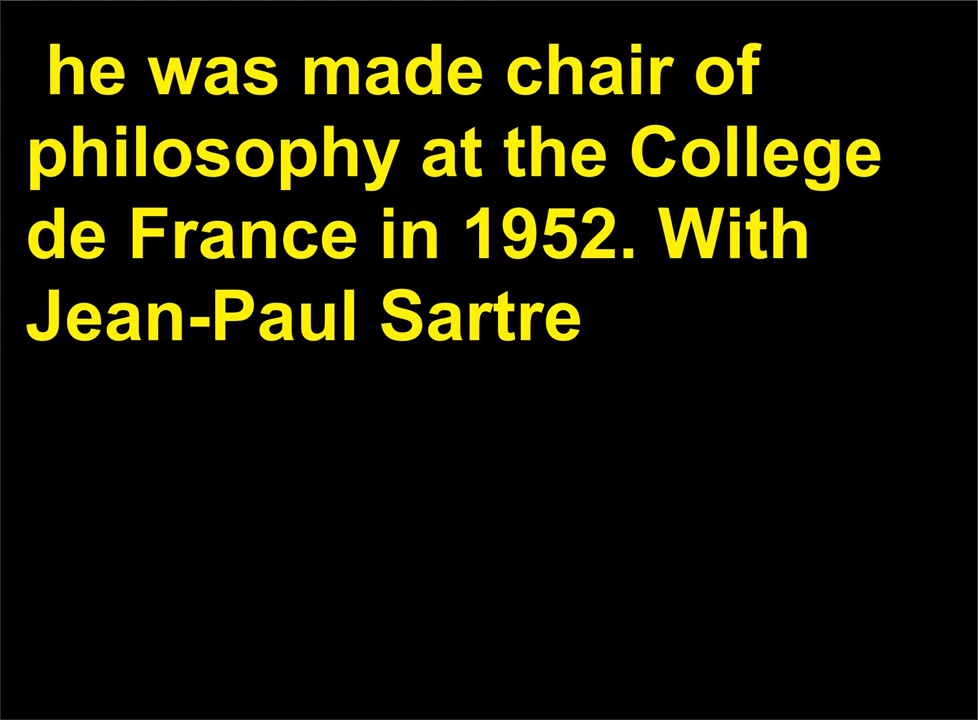 he was made chair of
philosophy at the College
de France in 1952. With
Jean-Paul Sartre